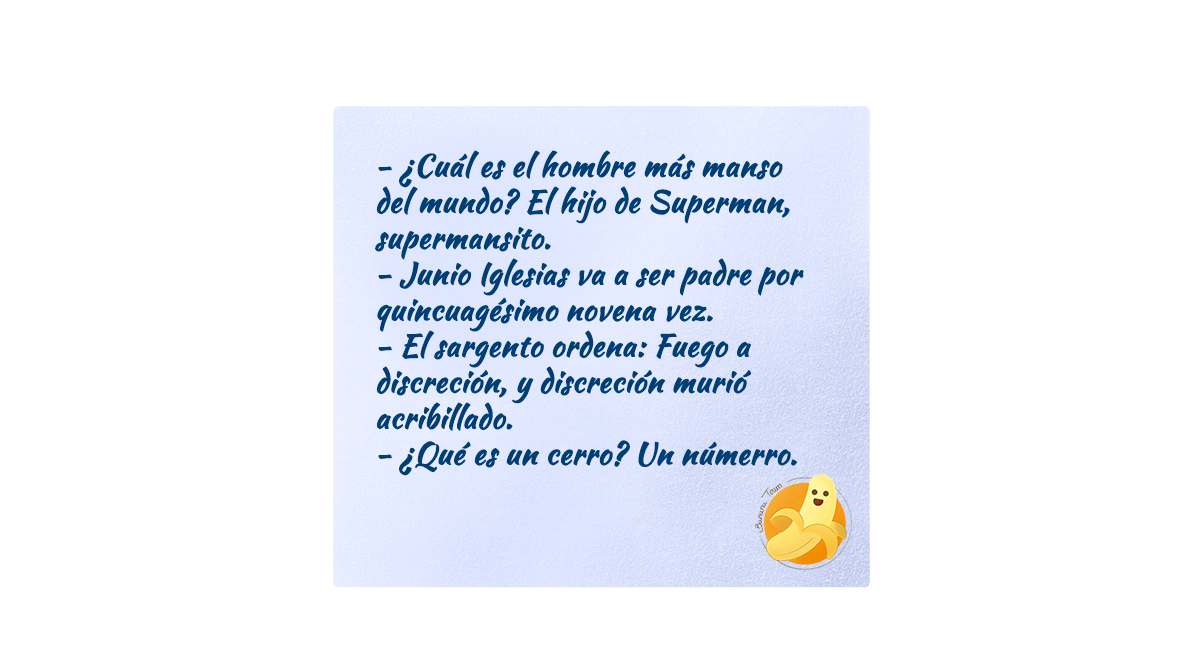 - ¿Cuál es el hombre más manso
del mundo? El hijo de Superman,
supermansito.
- Junio Iglesias va a ser padre por
quincuagésimo novena vez.
- El sargento ordena: Fuego a
discreción, y discreción murió
acribillado.
- ¿Qué es un cerro? Un númerro.
Banana Team